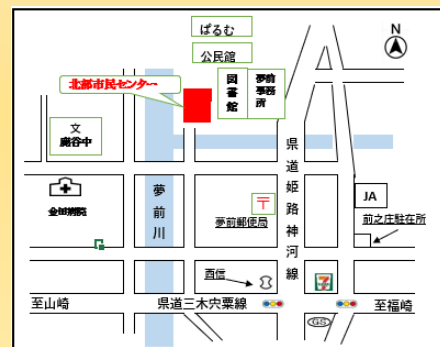 ぱるむ
公民館
N
北部市民センター
図書館
夢前事務所
文
鹿谷中
県道姫路神河線
JA
前之庄駐在所
夢前川
〒
夢前郵便局
西信
至山崎
県道三木宍粟線
至福崎
GS